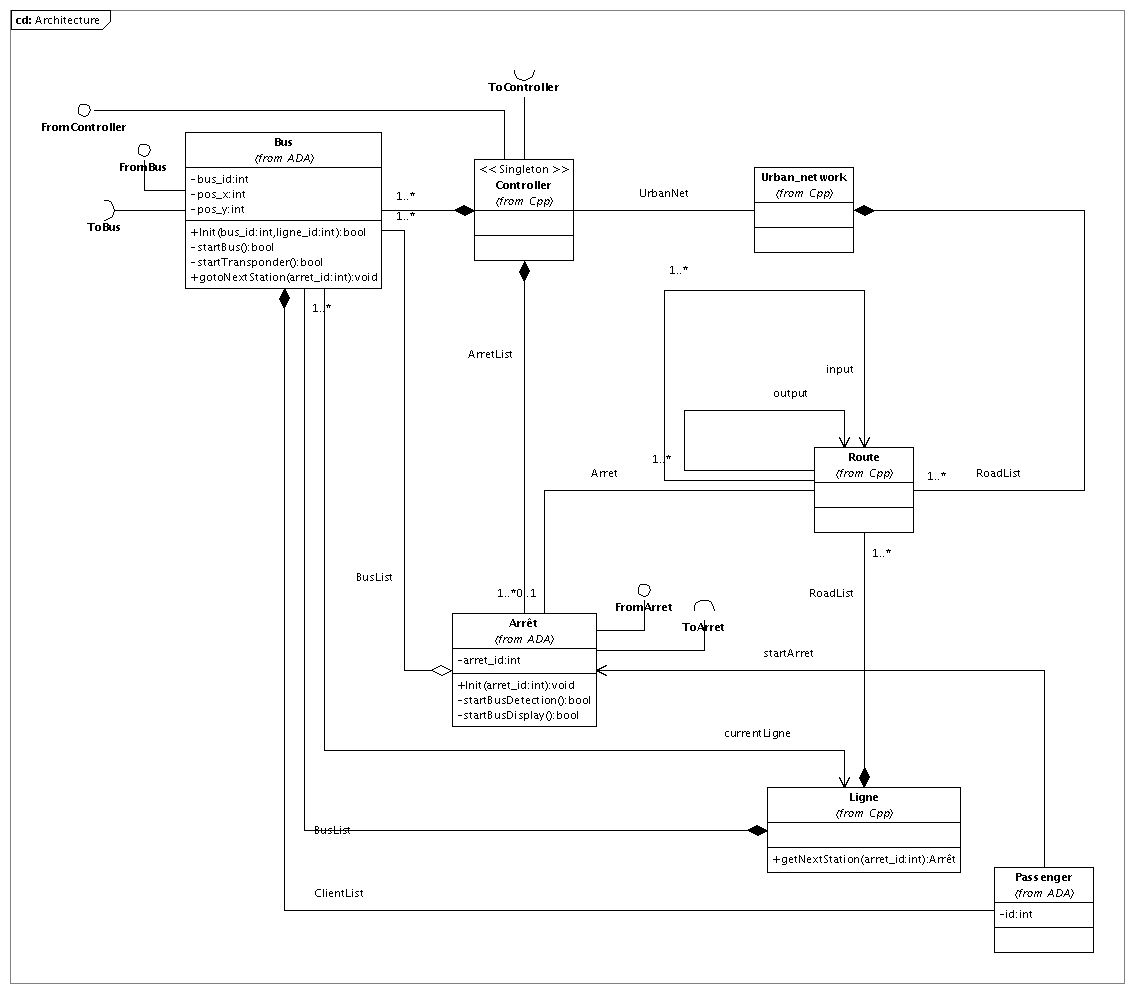 cd: Architecture
ToController
FromController
FromBus
ToBus
Bus
(from ADA)
-bus_id:int
-pos_x:int
-pos_y:int
+Init(bus_id:int,ligne_id:int):bool
-startBus():bool
-startTransponder():bool
+gotoNextStation(arret_id:int):void
1..*
1..*
1..*
<< Singleton >>
Controller
(from Cpp)
UrbanNet
Urban_network
(from Cpp)
1..*
ArretList
input
output
Route
(from Cpp)
1..*
1..*
RoadList
Arret
1..*
BusList
1..*
0..1
RoadList
FromArret
ToArret
Arrêt
(from ADA)
-arret_id:int
+Init(arret_id:int):void
-startBusDetection():bool
-startBusDisplay():bool
startArret
currentLigne
Ligne
(from Cpp)
+getNextStation(arret_id:int):Arrêt
BusList
ClientList
Passenger
(from ADA)
-id:int